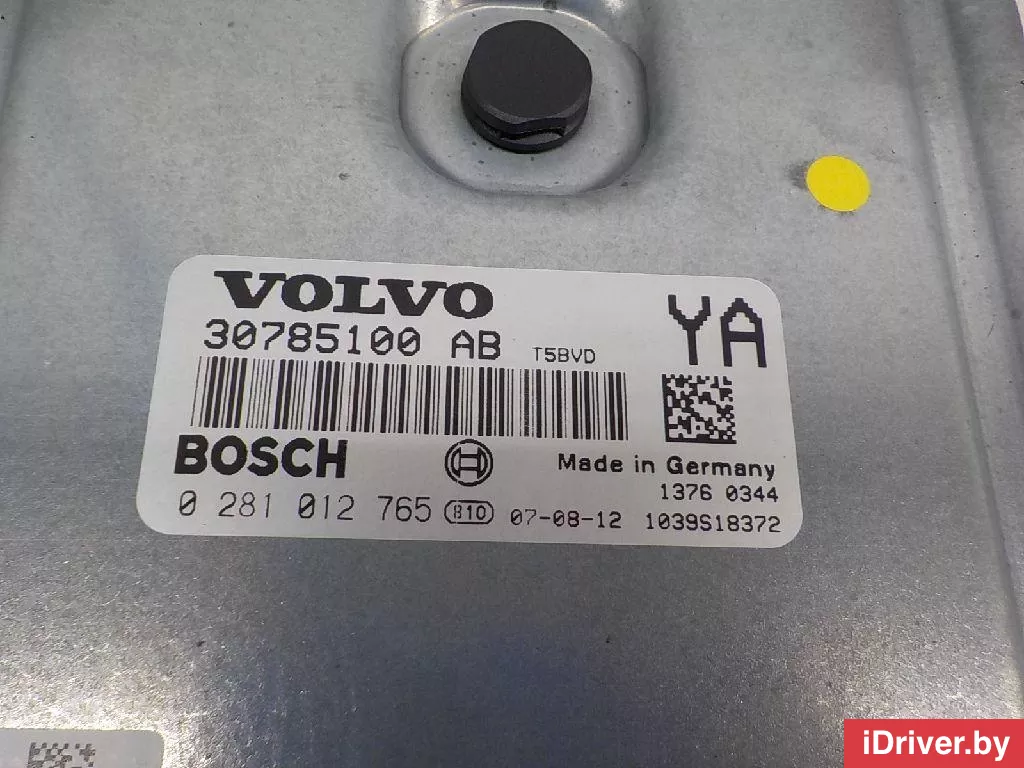 VOLVO
30785100 AB T5BVD
YA
BOSCH
Made in Germany
1376 0344
0 281 012 765 B10 07-08-12 1039S18372
iDriver.by